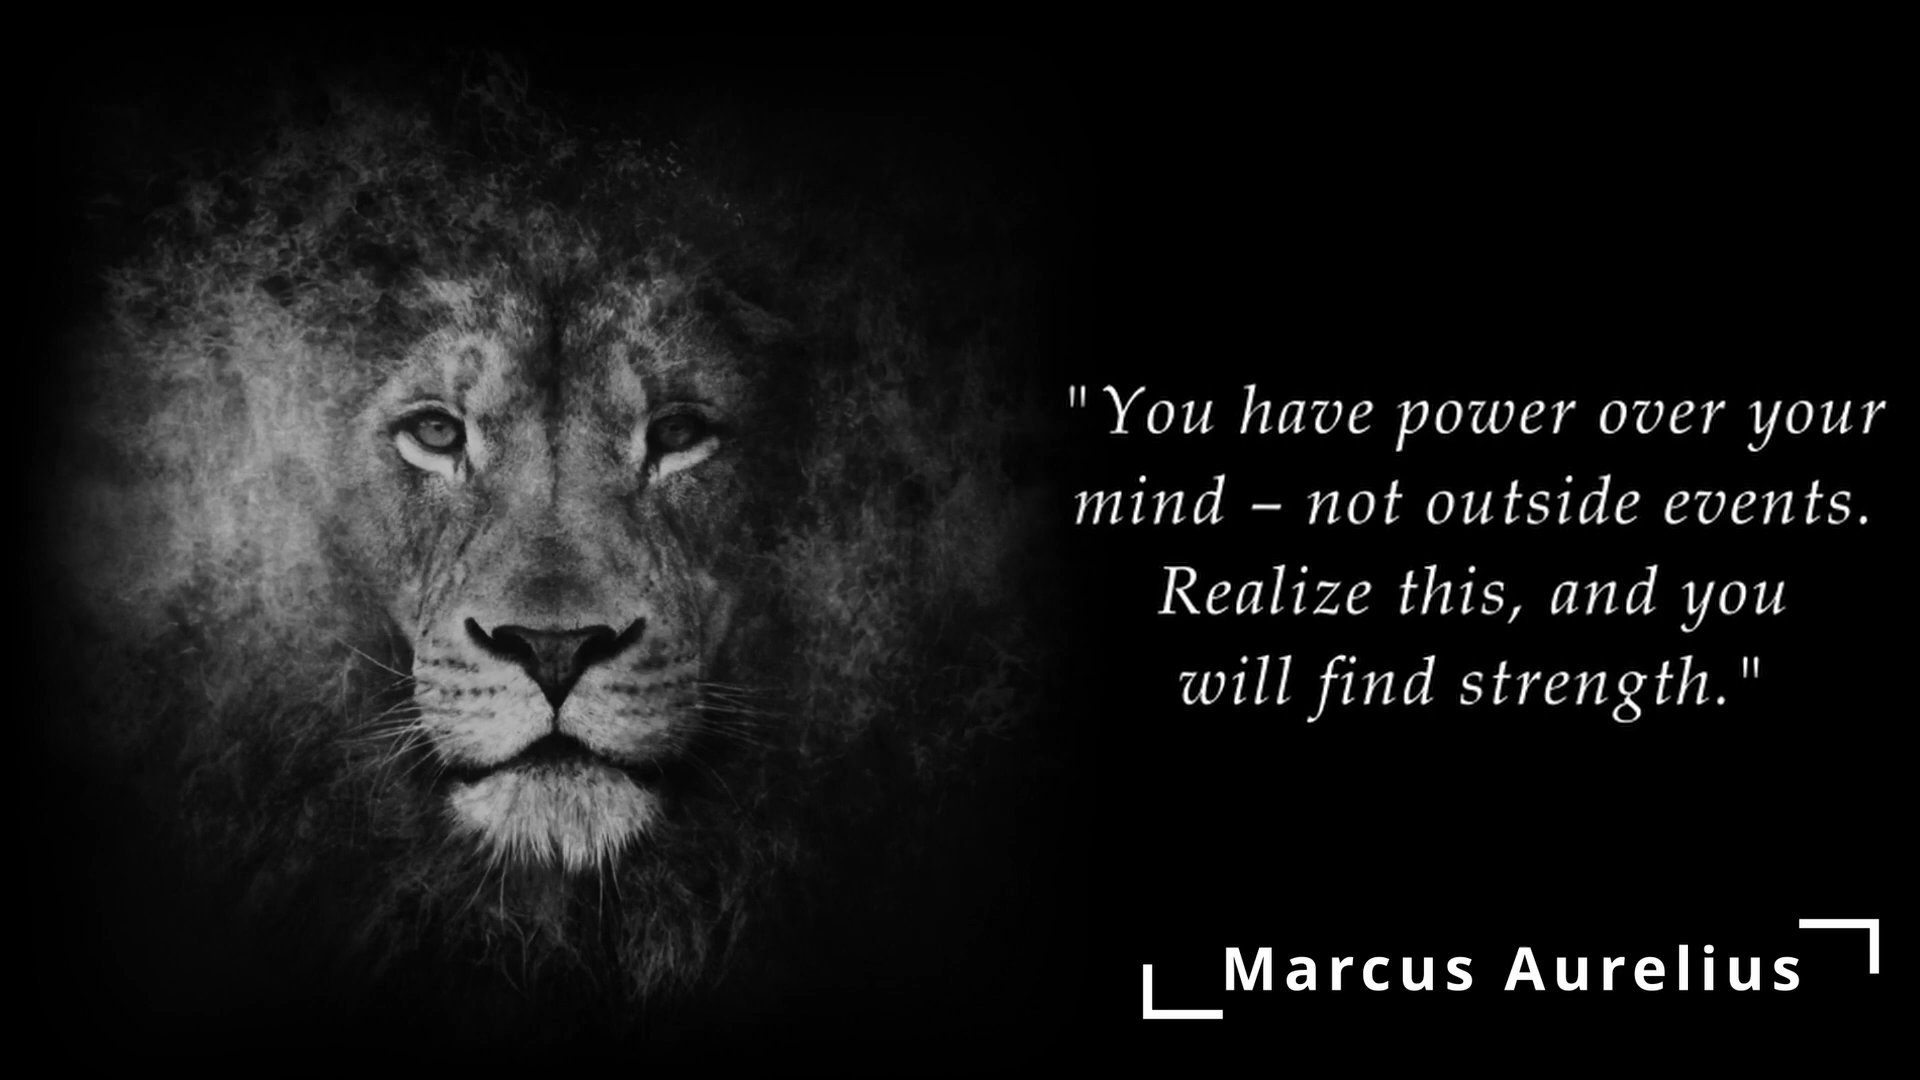 "You have power over your
mind – not outside events.
Realize this, and you
will find strength."
Marcus Aurelius